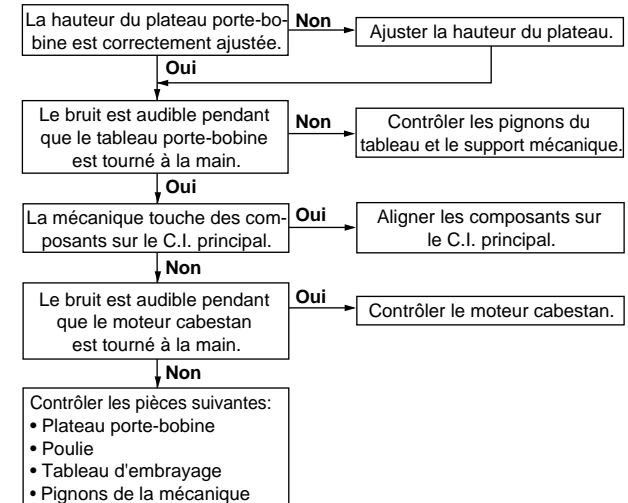 La hauteur du plateau porte-bo-
bine est correctement ajustée.
Non
Ajuster la hauteur du plateau.
Oui
Le bruit est audible pendant
que le tableau porte-bobine
est tourné à la main.
Non
Contrôler les pignons du
tableau et le support mécanique.
Oui
La mécanique touche des com-
posants sur le C.I. principal.
Oui
Aligner les composants sur
le C.I. principal.
Non
Le bruit est audible pendant
que le moteur cabestan
est tourné à la main.
Oui
Contrôler le moteur cabestan.
Non
Contrôler les pièces suivantes:
• Plateau porte-bobine
• Poulie
• Tableau d'embrayage
• Pignons de la mécanique